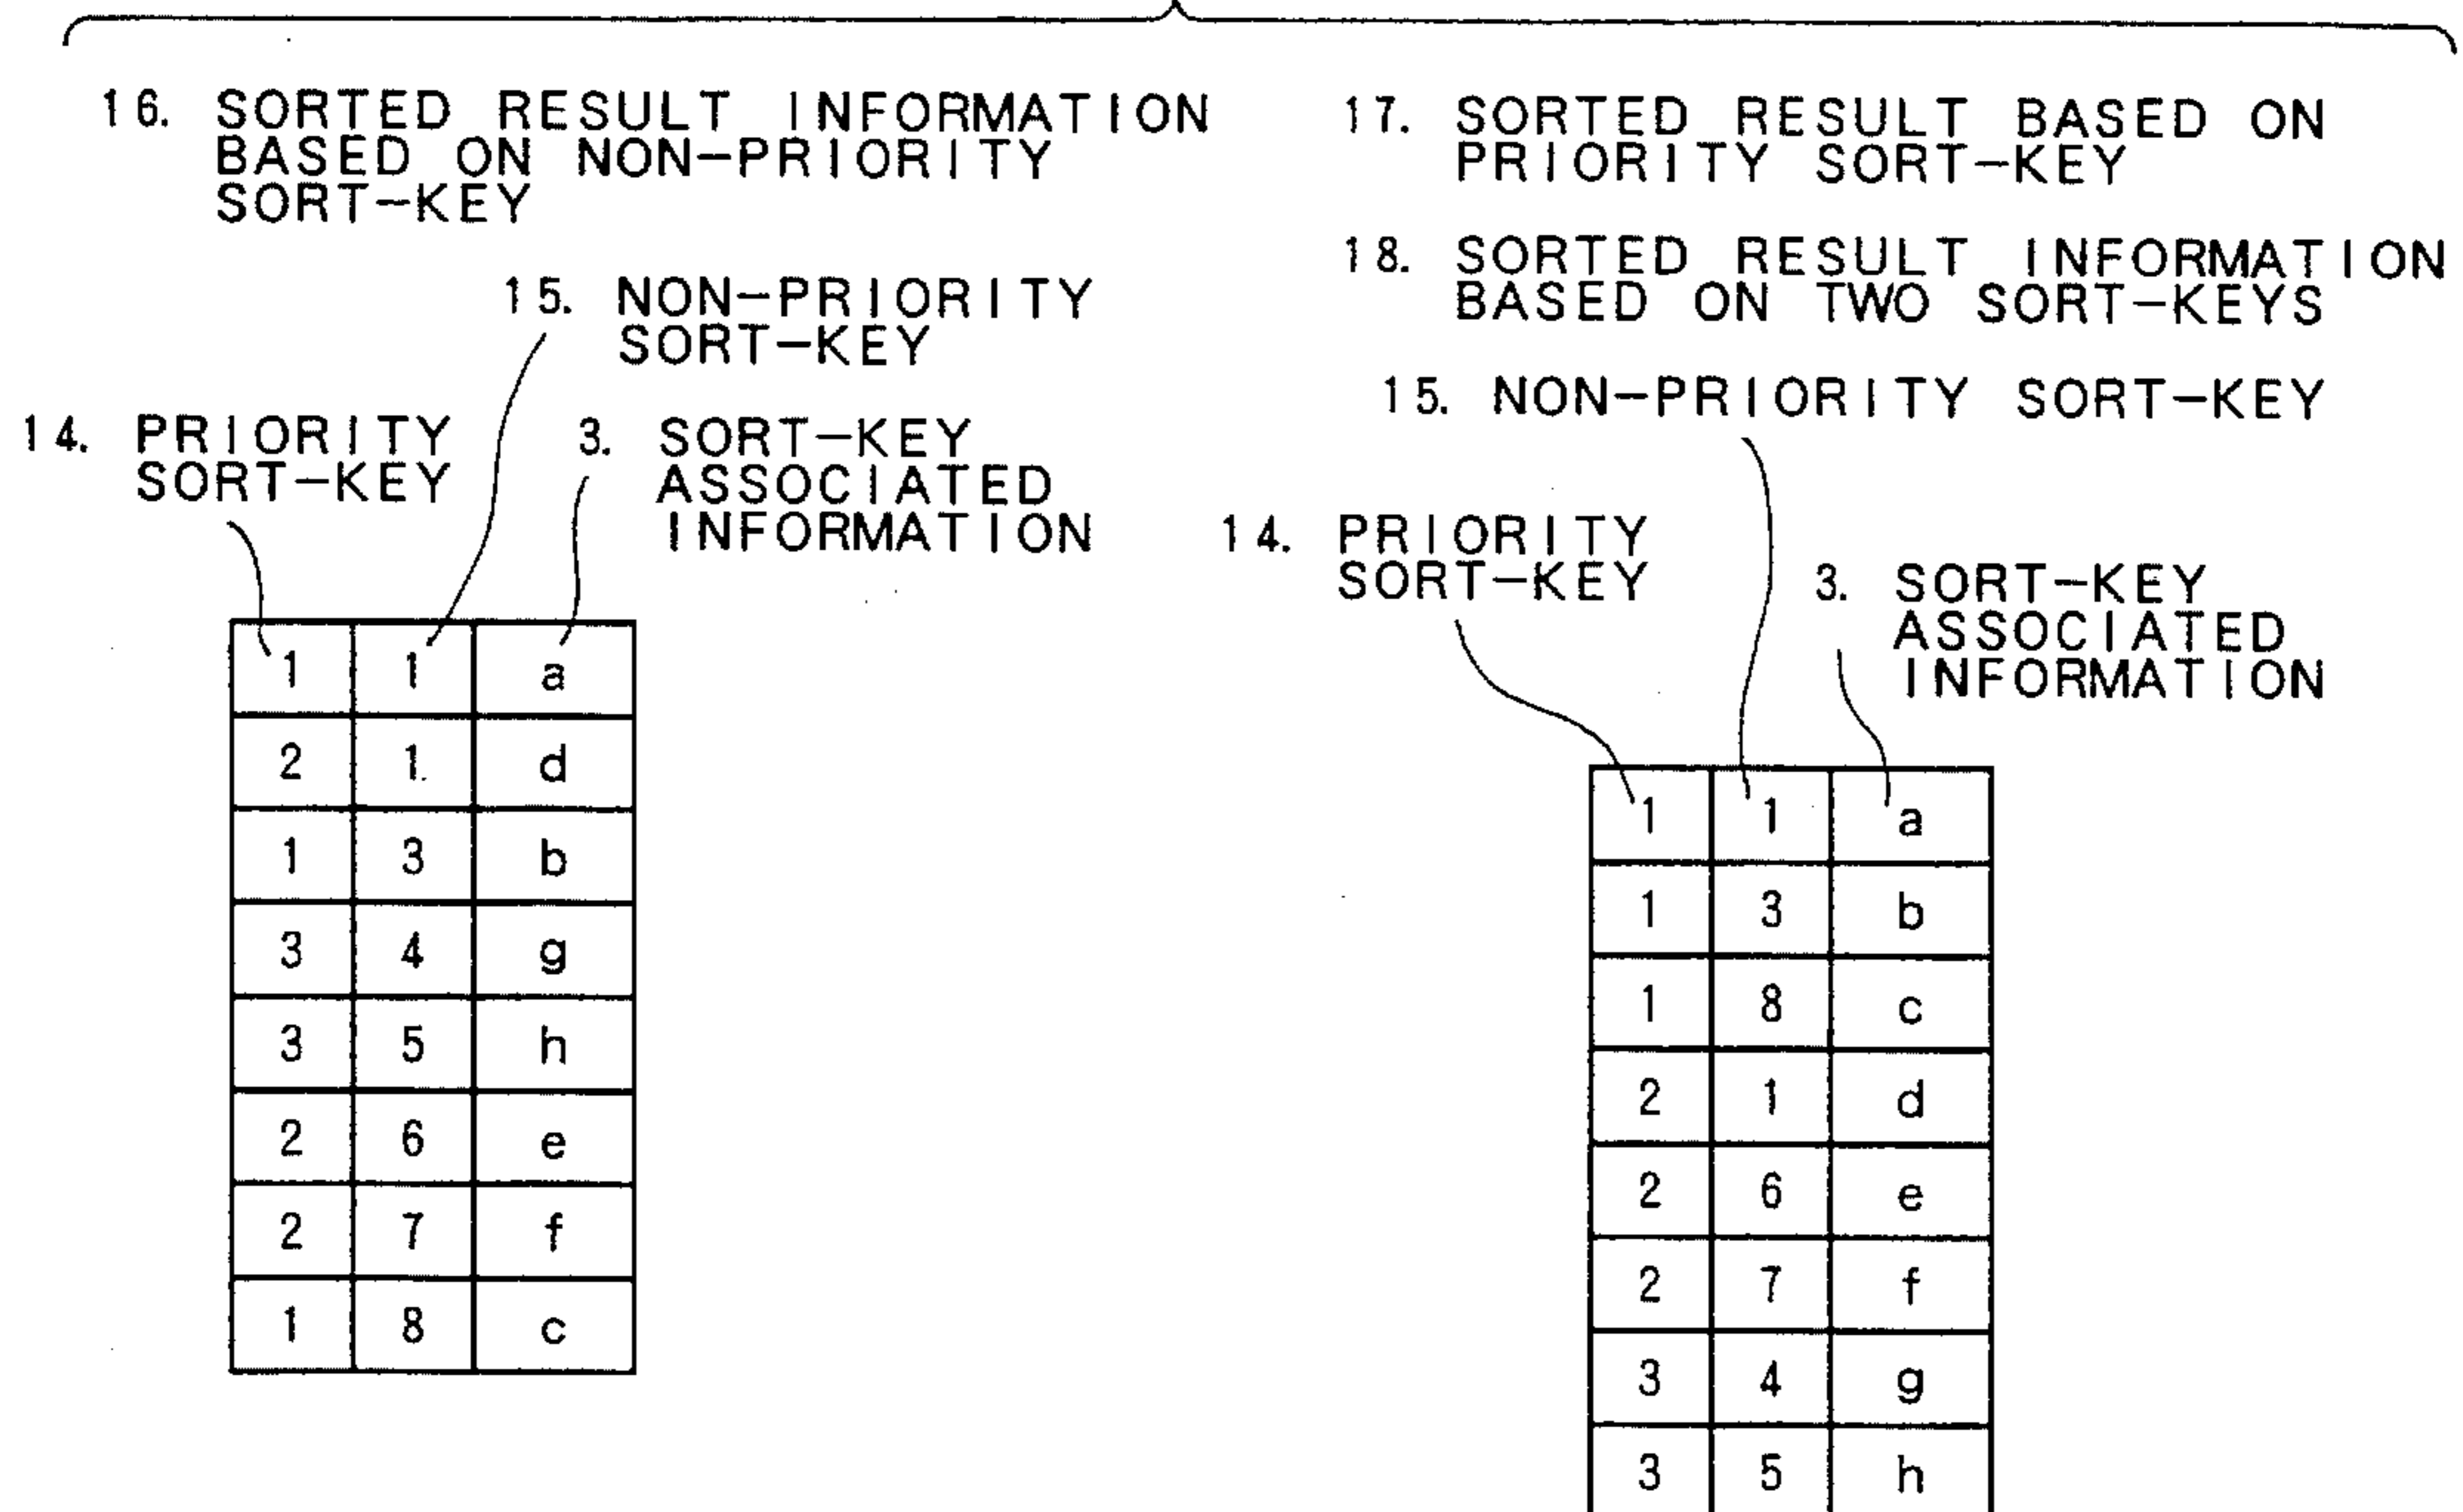 16. SORTED RESULT INFORMATION
BASED ON NON-PRIORITY
SORT-KEY
15. NON-PRIORITY
SORT-KEY
14. PRIORITY
SORT-KEY
3. SORT-KEY
ASSOCIATED
INFORMATION
1 1 a
2 1 d
1 3 b
3 4 g
3 5 h
2 6 e
2 7 f
1 8 c
17. SORTED RESULT BASED ON
PRIORITY SORT-KEY
18. SORTED RESULT INFORMATION
BASED ON TWO SORT-KEYS
15. NON-PRIORITY SORT-KEY
14. PRIORITY
SORT-KEY
3. SORT-KEY
ASSOCIATED
INFORMATION
1 1 a
1 3 b
1 8 c
2 1 d
2 6 e
2 7 f
3 4 g
3 5 h